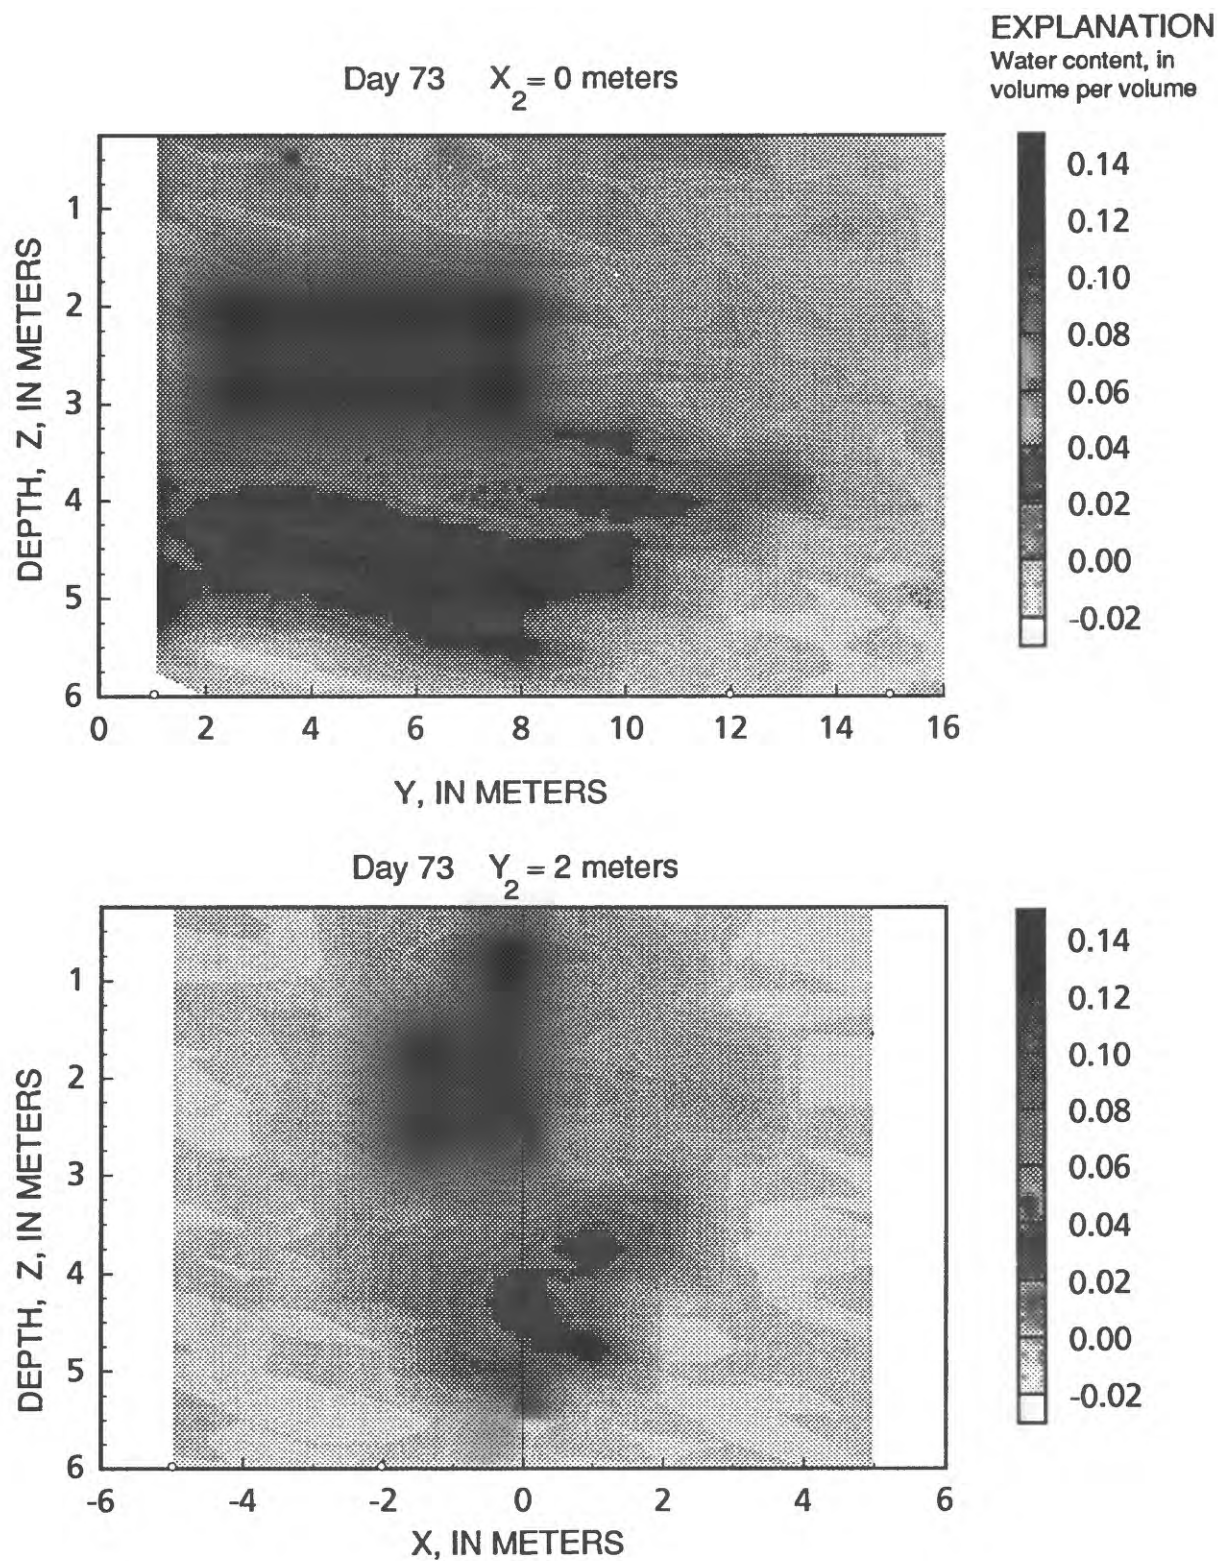 EXPLANATION
Water content, in
volume per volume
Day 73 X2= 0 meters
DEPTH, Z, IN METERS
1
2
3
4
5
6
0 2 4 6 8 10 12 14 16
Y, IN METERS
0.14
0.12
0.10
0.08
0.06
0.04
0.02
0.00
-0.02
Day 73 Y2 = 2 meters
DEPTH, Z, IN METERS
1
2
3
4
5
6
-6 -4 -2 0 2 4 6
X, IN METERS
0.14
0.12
0.10
0.08
0.06
0.04
0.02
0.00
-0.02